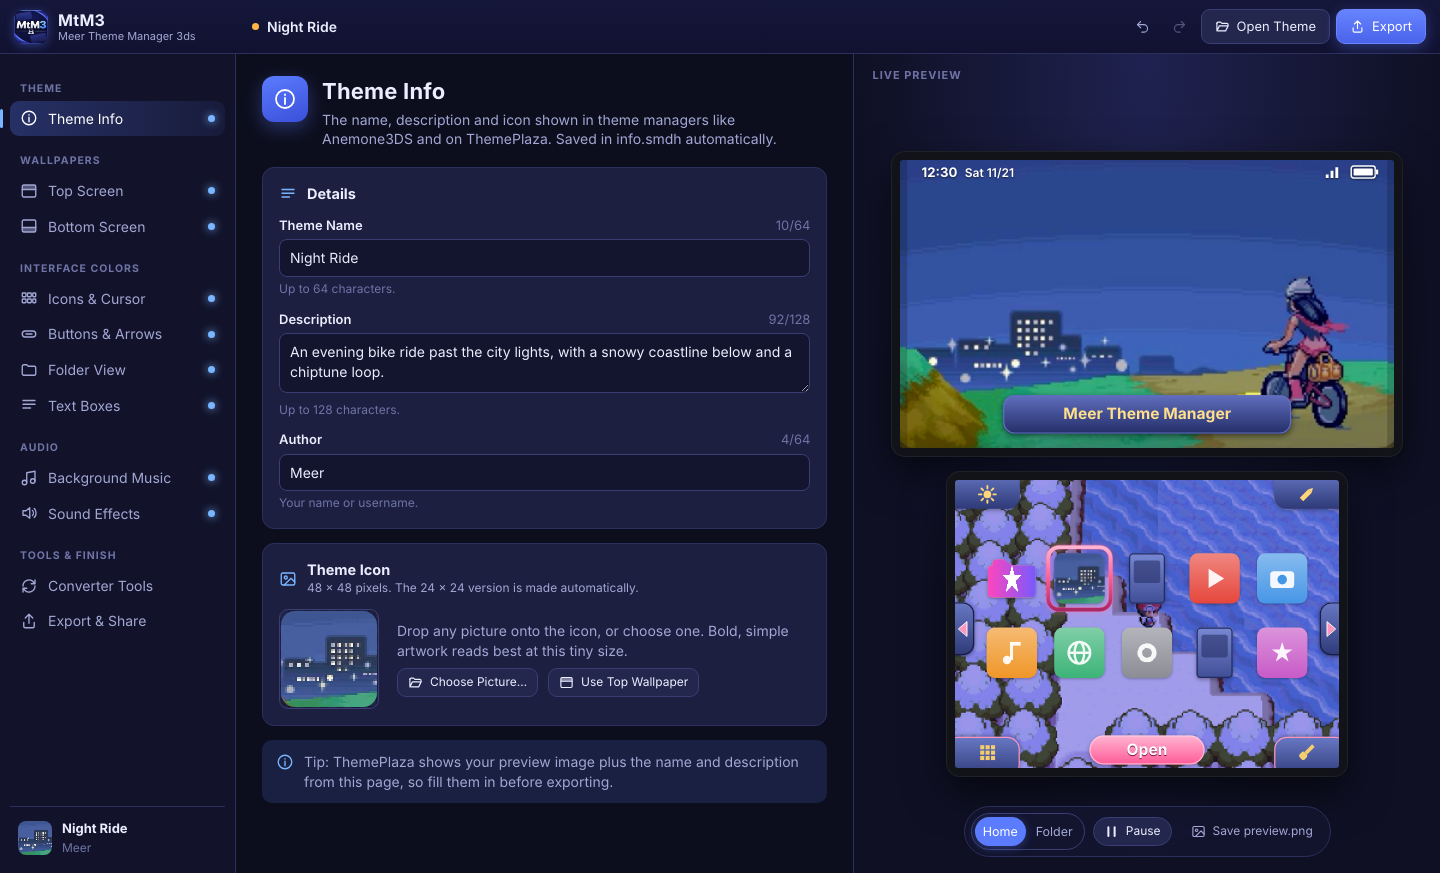 MtM3
MtM3
Meer Theme Manager 3ds
Night Ride
Open Theme
Export
THEME
Theme Info
WALLPAPERS
Top Screen
Bottom Screen
INTERFACE COLORS
Icons & Cursor
Buttons & Arrows
Folder View
Text Boxes
AUDIO
Background Music
Sound Effects
TOOLS & FINISH
Converter Tools
Export & Share
Night Ride
Meer
Theme Info
The name, description and icon shown in theme managers like
Anemone3DS and on ThemePlaza. Saved in info.smdh automatically.
Details
Theme Name
10/64
Night Ride
Up to 64 characters.
Description
92/128
An evening bike ride past the city lights, with a snowy coastline below and a
chiptune loop.
Up to 128 characters.
Author
4/64
Meer
Your name or username.
Theme Icon
48 × 48 pixels. The 24 × 24 version is made automatically.
Drop any picture onto the icon, or choose one. Bold, simple
artwork reads best at this tiny size.
Choose Picture...
Use Top Wallpaper
Tip: ThemePlaza shows your preview image plus the name and description
from this page, so fill them in before exporting.
LIVE PREVIEW
12:30 Sat 11/21
Meer Theme Manager
Open
Home
Folder
Pause
Save preview.png